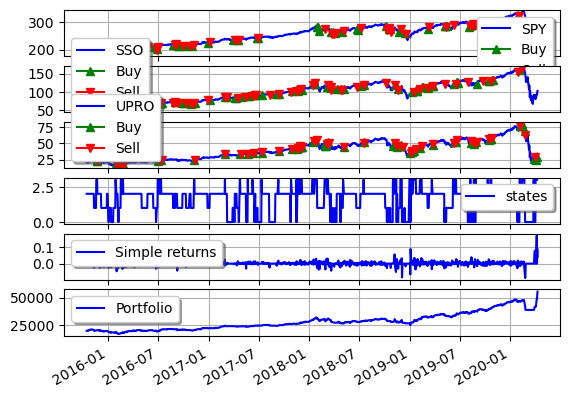 300
200
SPY
Buy
SSO
Buy
Sell
150
100
50
UPRO
Buy
Sell
75
50
25
2.5
0.0
states
0.1
0.0
Simple returns
50000
25000
Portfolio
2016-01
2016-07
2017-01
2017-07
2018-01
2018-07
2019-01
2019-07
2020-01